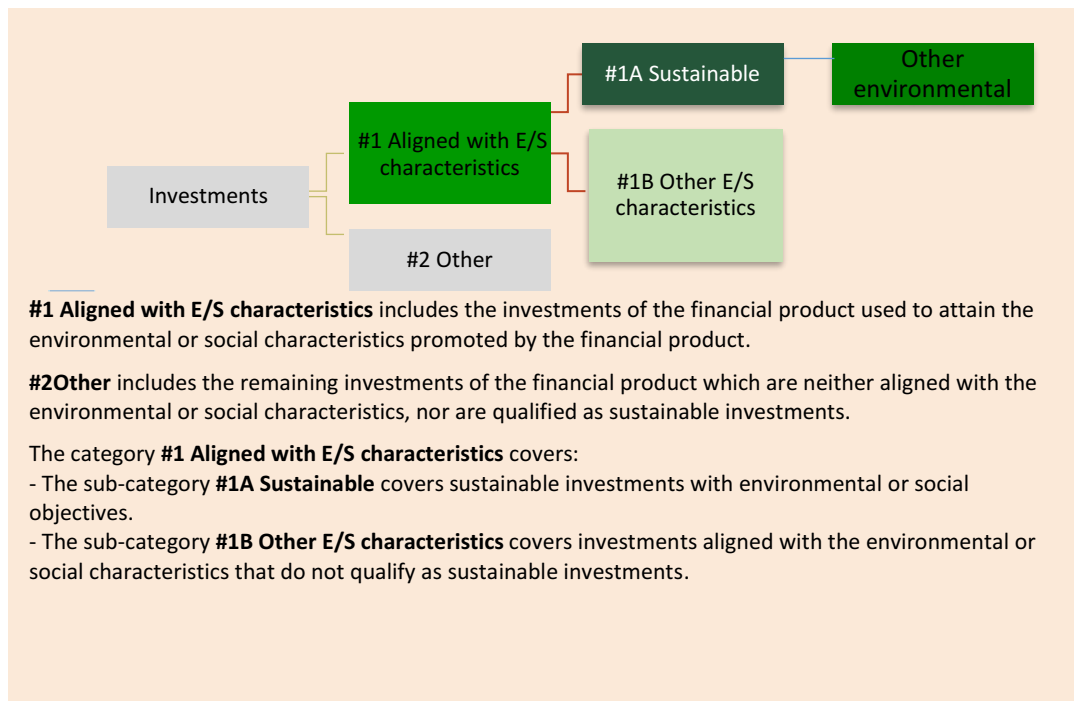 #1A Sustainable
Other
environmental
#1 Aligned with E/S
characteristics
#1B Other E/S
characteristics
Investments
#2 Other
#1 Aligned with E/S characteristics includes the investments of the financial product used to attain the
environmental or social characteristics promoted by the financial product.
#2Other includes the remaining investments of the financial product which are neither aligned with the
environmental or social characteristics, nor are qualified as sustainable investments.
The category #1 Aligned with E/S characteristics covers:
- The sub-category #1A Sustainable covers sustainable investments with environmental or social
objectives.
- The sub-category #1B Other E/S characteristics covers investments aligned with the environmental or
social characteristics that do not qualify as sustainable investments.